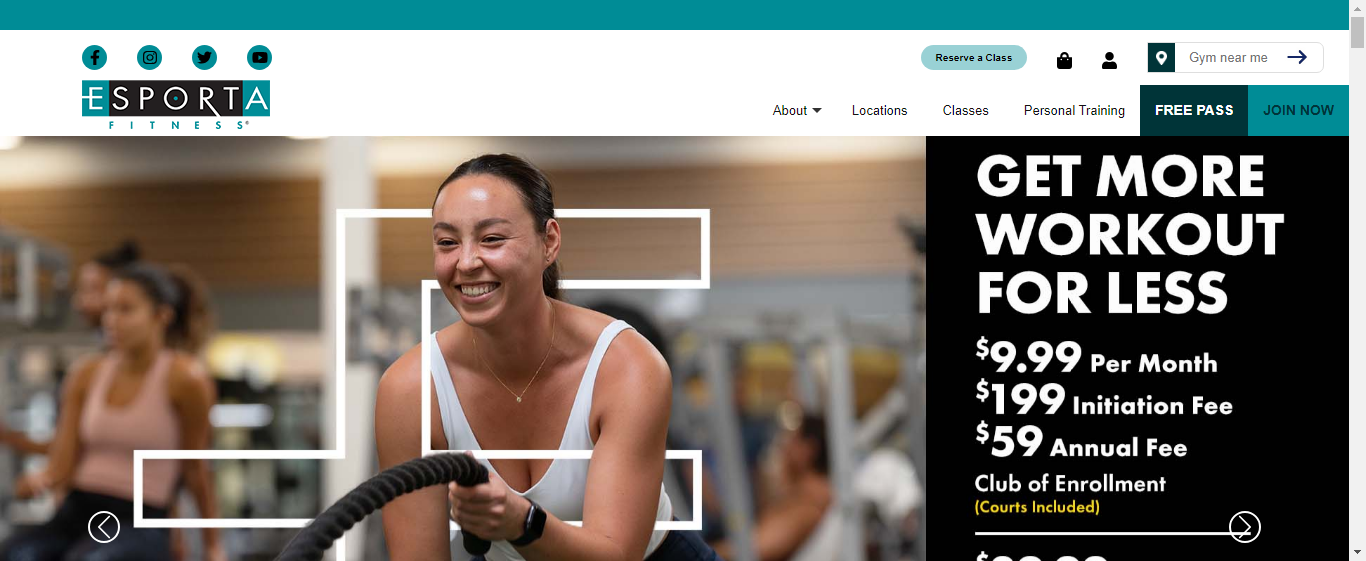 Reserve a Class
Gym near me
ESPORTA
FITNESS®
About
Locations
Classes
Personal Training
FREE PASS
JOIN NOW
GET MORE
WORKOUT
FOR LESS
$9.99 Per Month
$199 Initiation Fee
$59 Annual Fee
Club of Enrollment
(Courts Included)